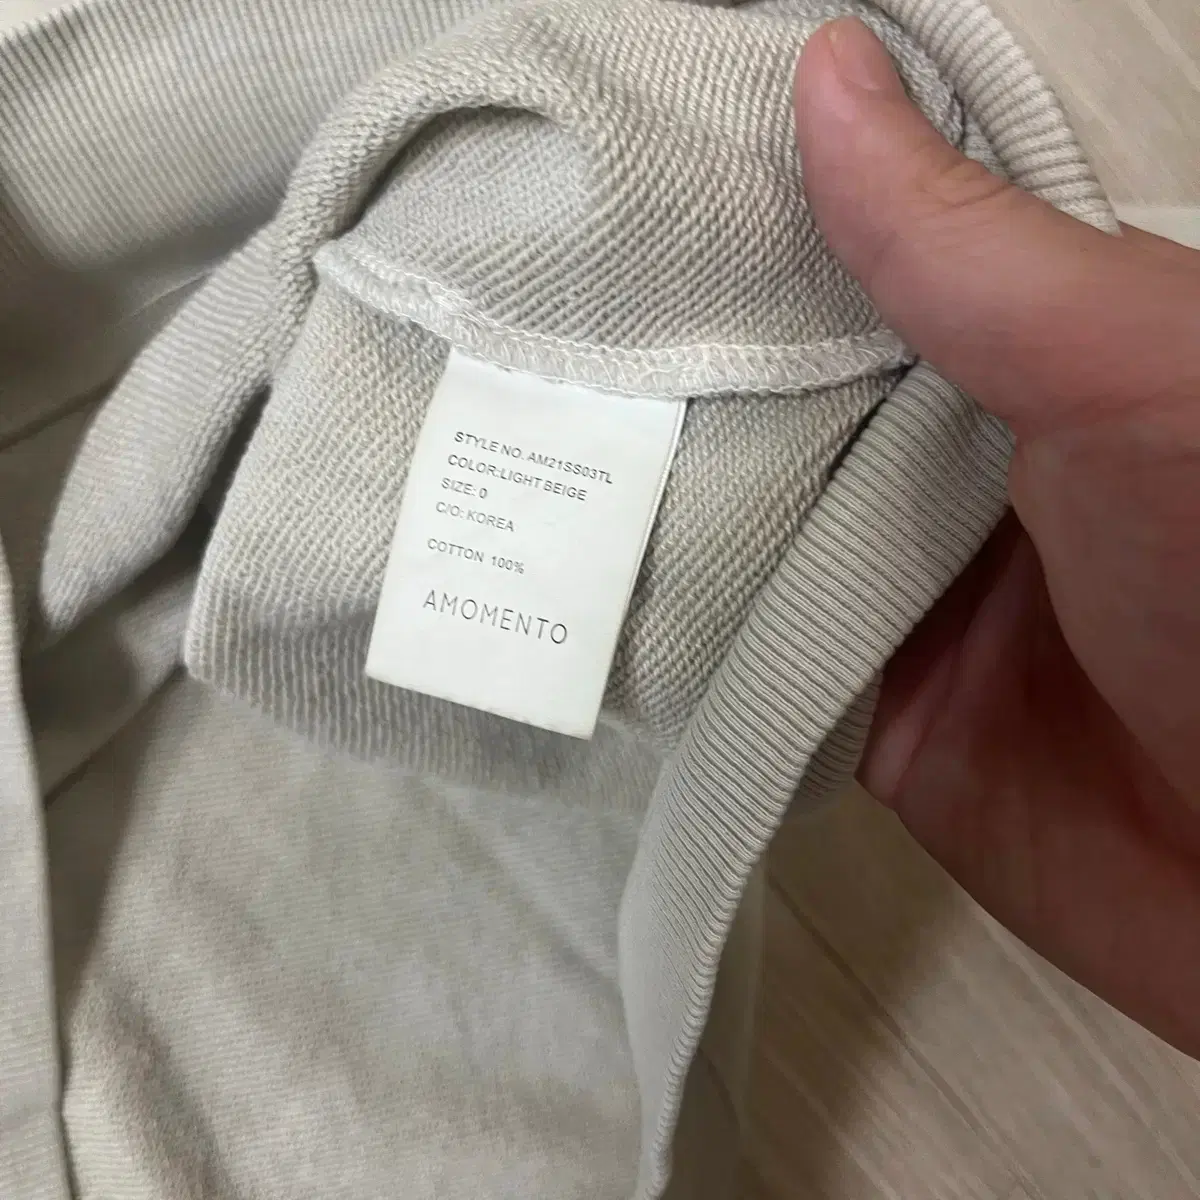 STYLE NO. AM21SS03TL
COLOR:LIGHT BEIGE
SIZE: 0
C/O: KOREA
COTTON 100%
AMOMENTO